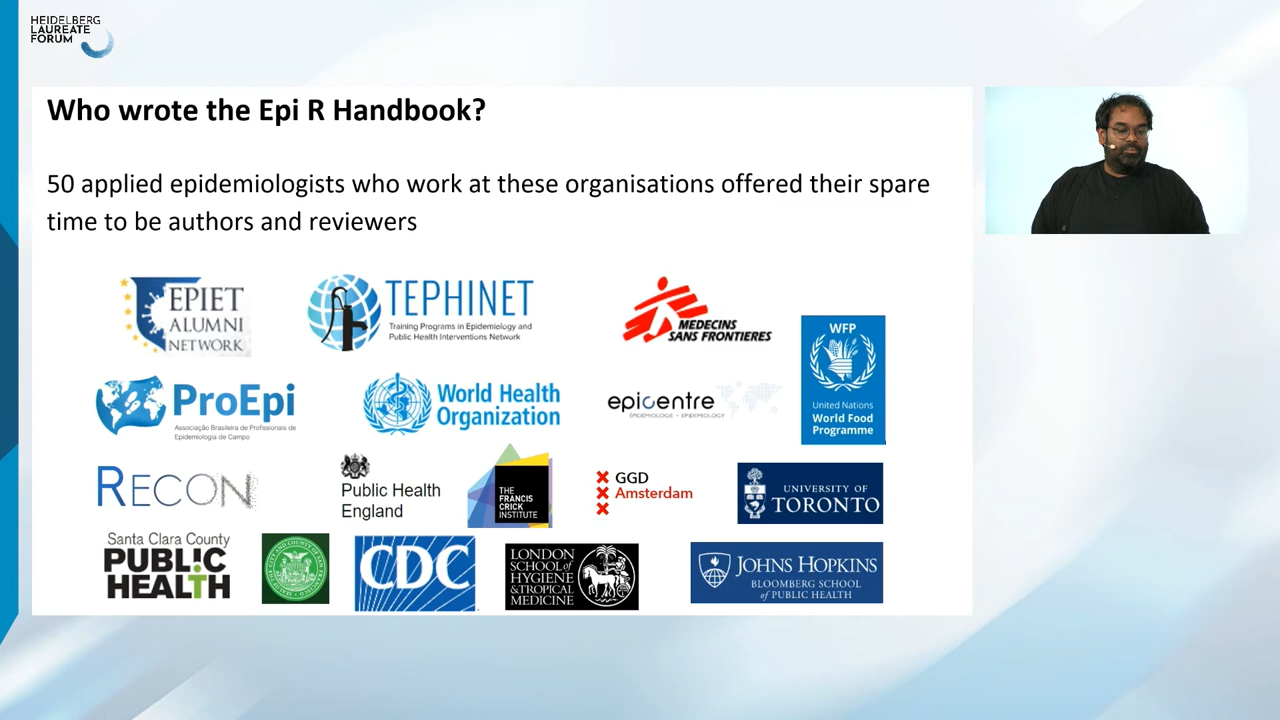 HEIDELBERG
LAUREATE
FORUM
Who wrote the Epi R Handbook?
50 applied epidemiologists who work at these organisations offered their spare
time to be authors and reviewers
EPIET
ALUMNI
NETWORK
TEPHINET
Training Programs in Epidemiology and
Public Health Interventions Network
MEDECINS
SANS FRONTIERES
WFP
United Nations
World Food
Programme
ProEpi
Associação Brasileira de Profissionais de
Epidemiologia de Campo
World Health
Organization
epicentre
EPIDEMIOLOGIE • EPIDEMIOLOGY
RECON
Public Health
England
THE
FRANCIS
CRICK
INSTITUTE
GGD
Amsterdam
UNIVERSITY OF
TORONTO
Santa Clara County
PUBLIC
HEALTH
CDC
LONDON
SCHOOL of
HYGIENE
&TROPICAL
MEDICINE
JOHNS HOPKINS
BLOOMBERG SCHOOL
of PUBLIC HEALTH